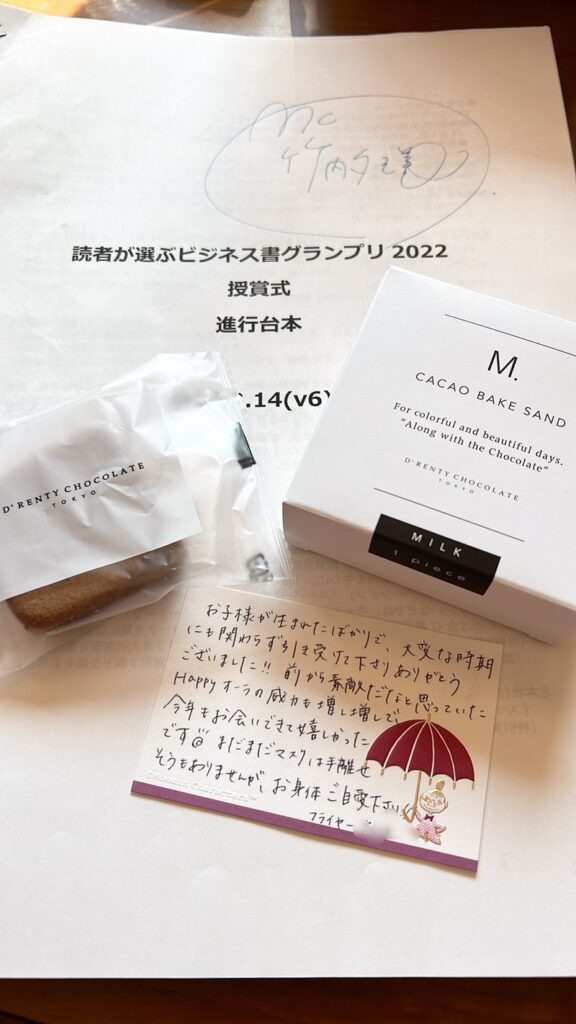 MC
竹内
読者が選ぶビジネス書グランプリ2022
授賞式
進行台本
.14(v6)
M.
CACAO BAKE SAND
For colorful and beautiful days.
"Along with the Chocolate"
D'RENTY CHOCOLATE
TOKYO
MILK
1 piece
D'RENTY CHOCOLATE
TOKYO
お子様が生まれたばかりで、大変な時期
にも関わらず引き受けて下さりありがとう
ございました!! 前から素敵だなと思っていた
Happyオーラの威力も増し増しで、
今年もお会いできて嬉しかった
です まだまだマスクは手離せ
そうもありませんが、お身体ご自愛下さい
フライヤー